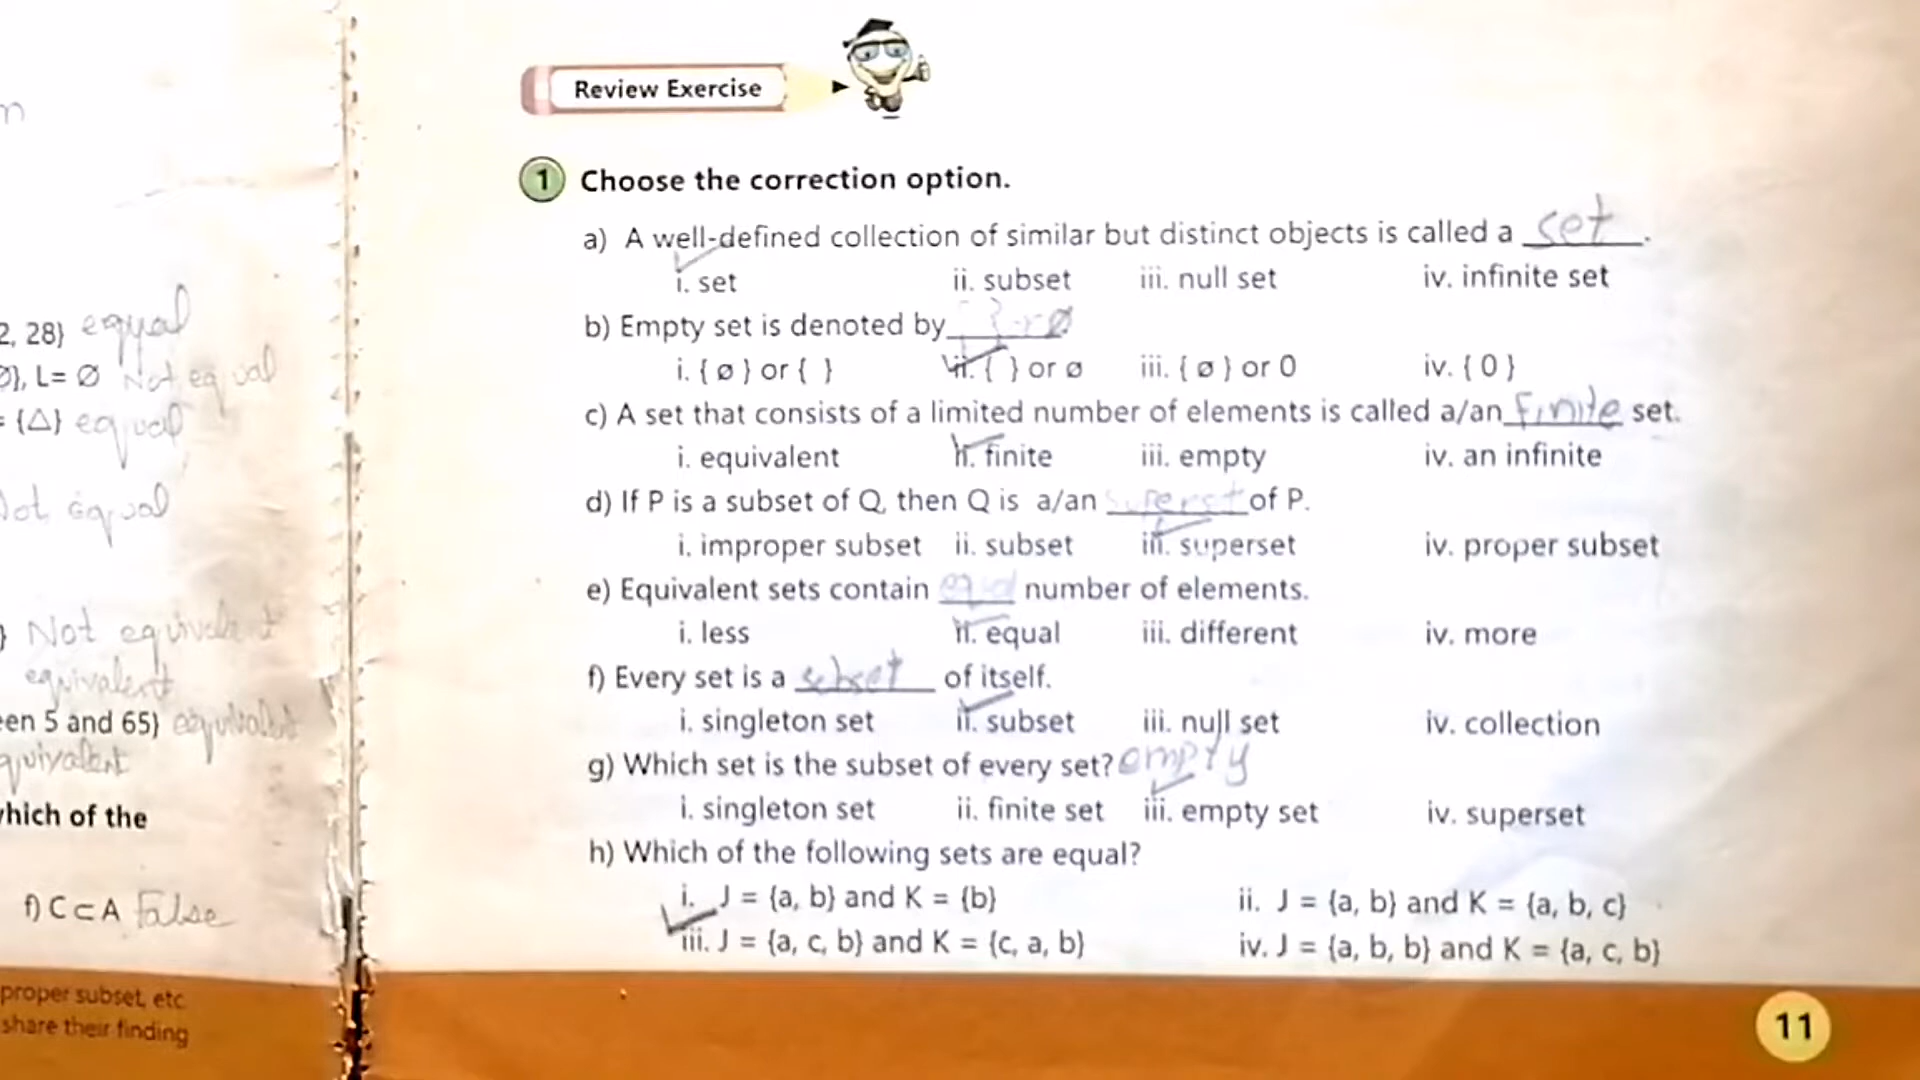 n
2, 28} equal
Ø}, L= Ø Not equal
= {△} equal
Not equal
} Not equivalent
equivalent
een 5 and 65} equivalent
quivalent
which of the
f) C ⊂ A False
proper subset, etc
share their finding
Review Exercise
1 Choose the correction option.
a) A well-defined collection of similar but distinct objects is called a set.
i. set ii. subset iii. null set iv. infinite set
b) Empty set is denoted by ø
i. { ø } or { } ii. { } or ø iii. { ø } or 0 iv. { 0 }
c) A set that consists of a limited number of elements is called a/an Finite set.
i. equivalent ii. finite iii. empty iv. an infinite
d) If P is a subset of Q, then Q is a/an superset of P.
i. improper subset ii. subset iii. superset iv. proper subset
e) Equivalent sets contain equal number of elements.
i. less ii. equal iii. different iv. more
f) Every set is a subset of itself.
i. singleton set ii. subset iii. null set iv. collection
g) Which set is the subset of every set? empty
i. singleton set ii. finite set iii. empty set iv. superset
h) Which of the following sets are equal?
i. J = {a, b} and K = {b} ii. J = {a, b} and K = {a, b, c}
iii. J = {a, c, b} and K = {c, a, b} iv. J = {a, b, b} and K = {a, c, b}
11